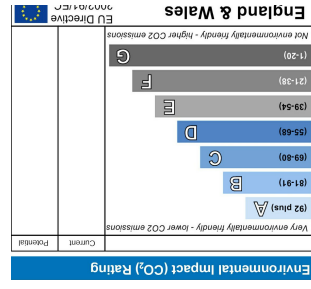 Environmental Impact (CO₂) Rating
Current Potential
Very environmentally friendly - lower CO2 emissions
(92 plus) A
(81-91) B
(69-80) C
(55-68) D
(39-54) E
(21-38) F
(1-20) G
Not environmentally friendly - higher CO2 emissions
England & Wales
EU Directive
2002/91/EC